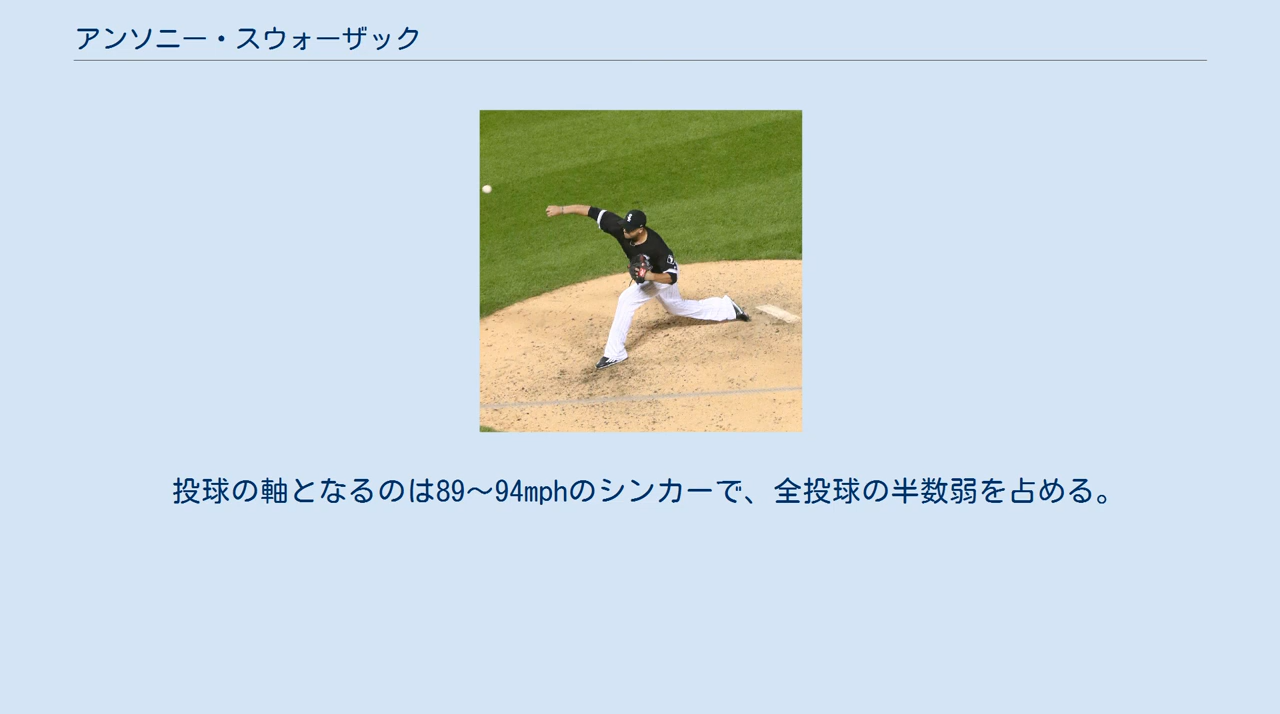 アンソニー・スウォーザック
投球の軸となるのは89〜94mphのシンカーで、全投球の半数弱を占める。